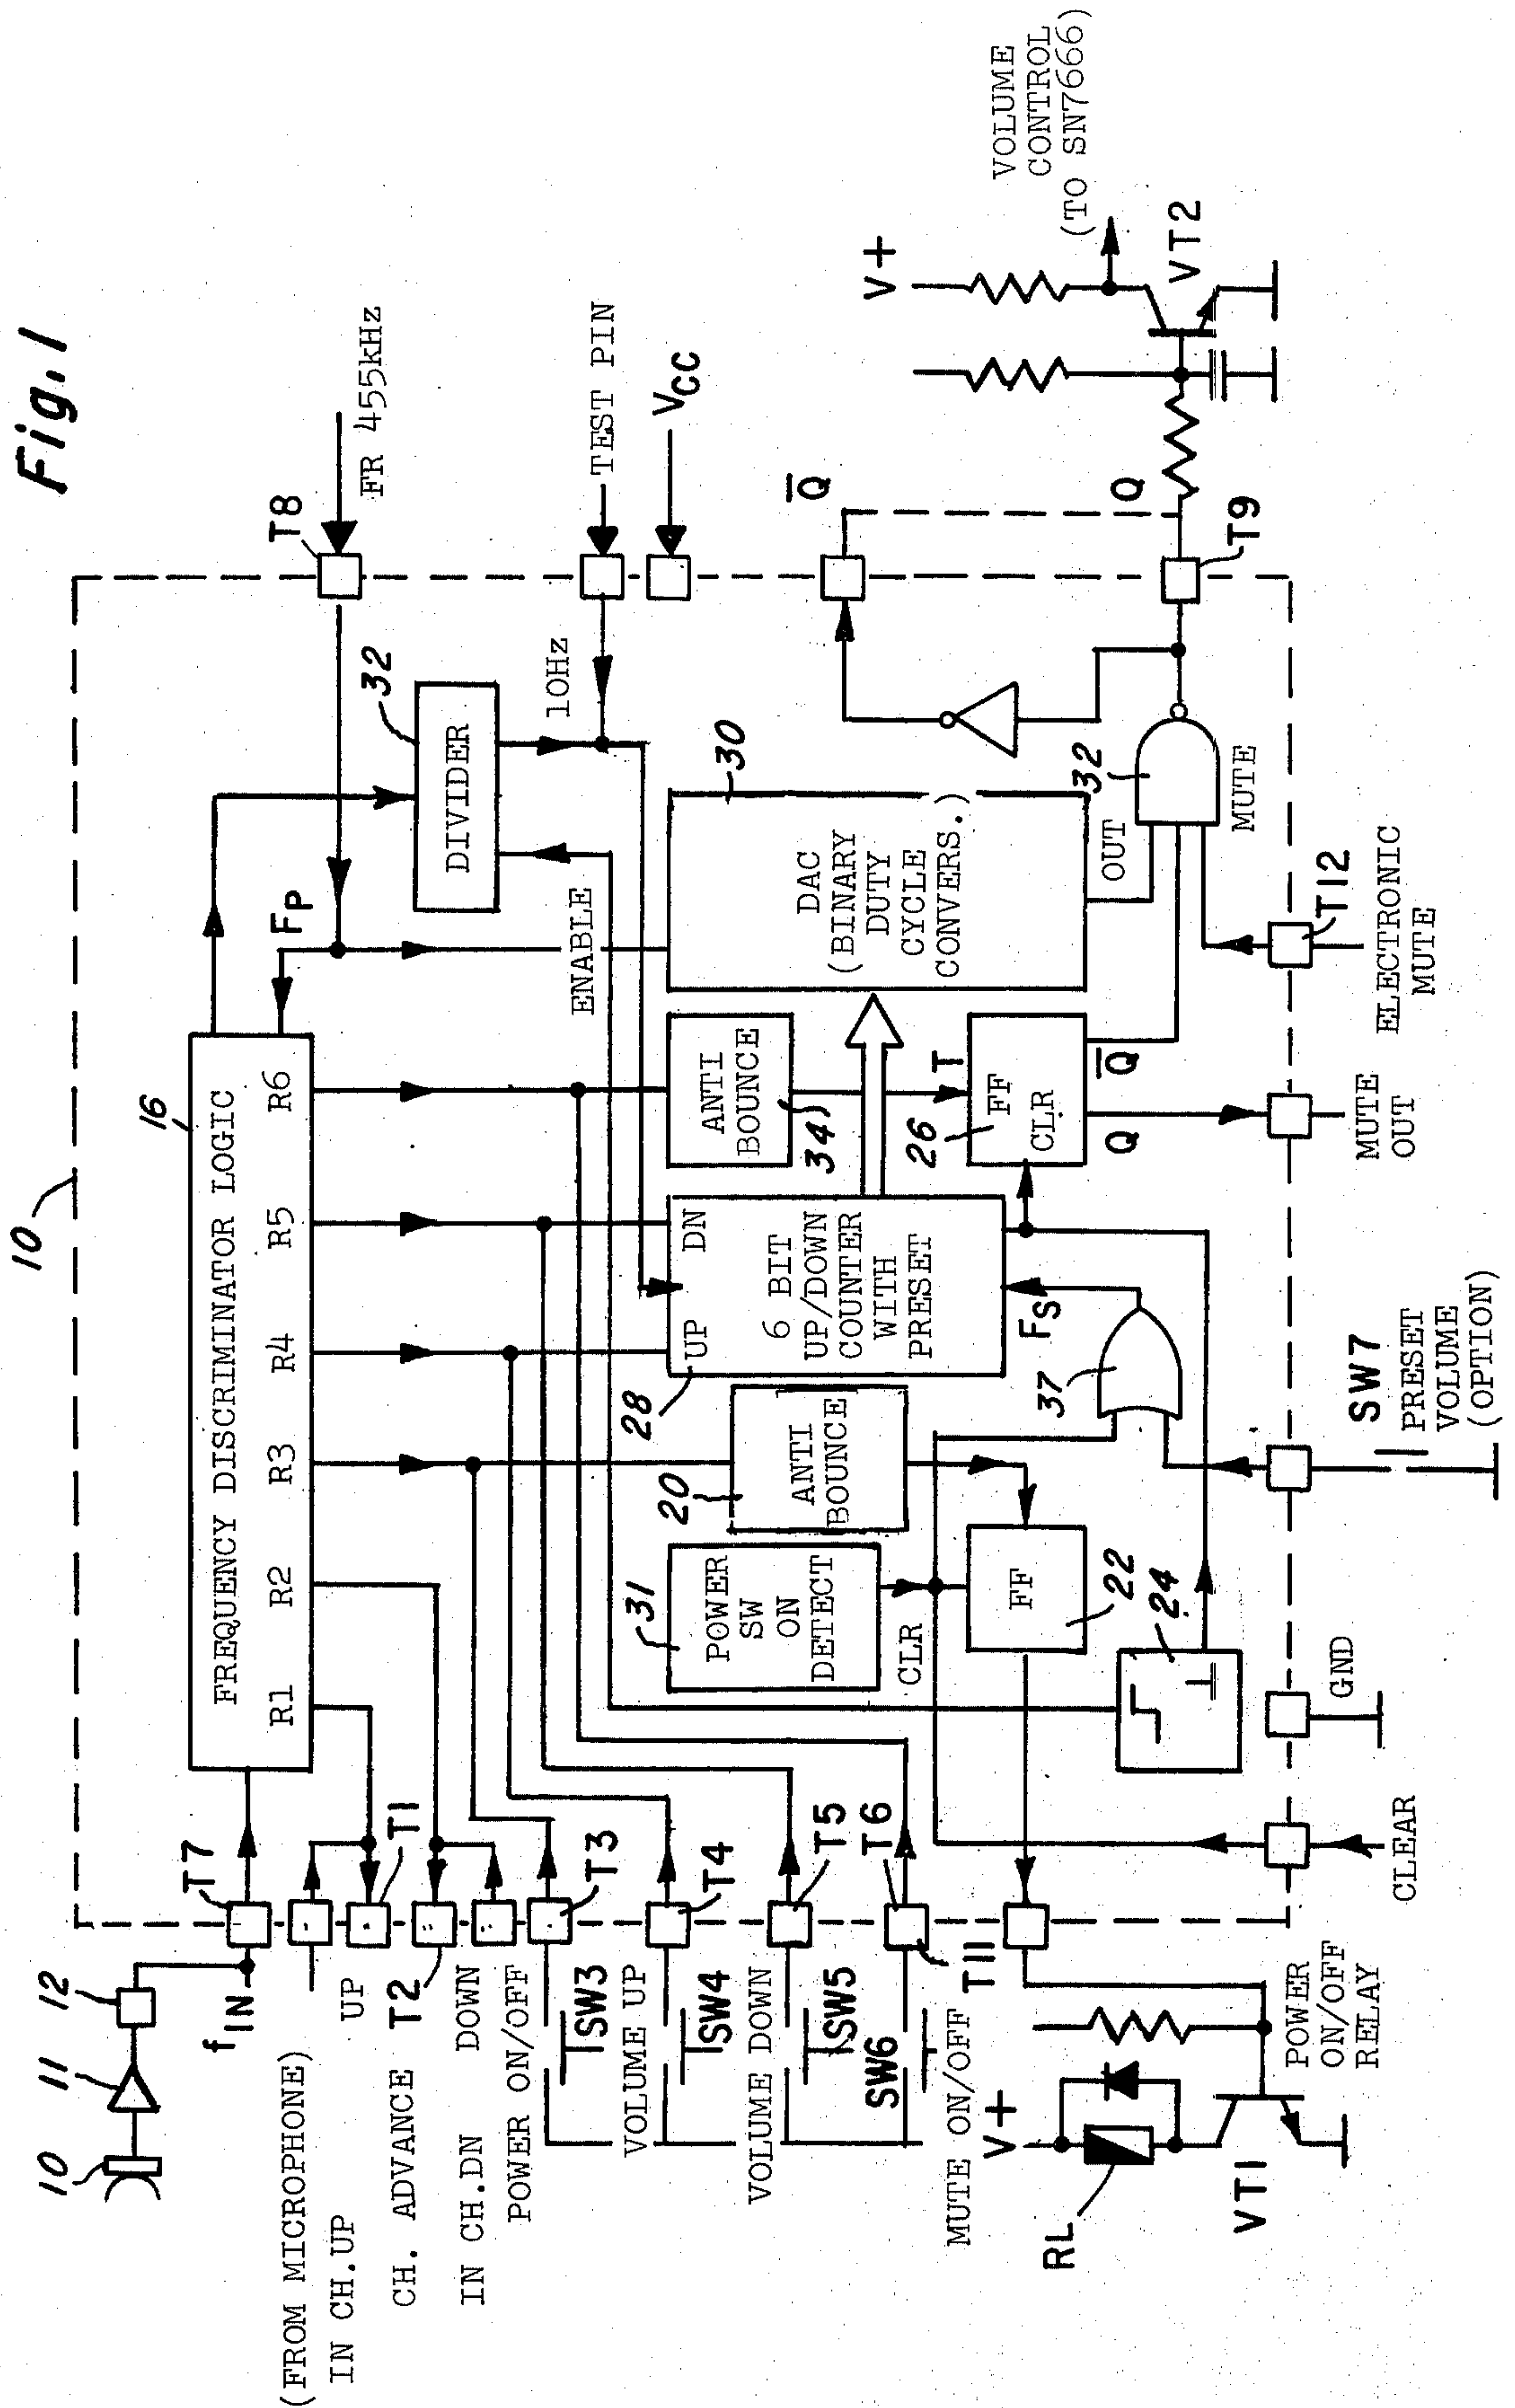 Fig. 1
10
10
11
12
T7
fIN
(FROM MICROPHONE)
IN CH.UP
UP
T1
CH. ADVANCE
T2
IN CH.DN
DOWN
POWER ON/OFF
SW3
T3
VOLUME UP
SW4
T4
VOLUME DOWN
SW5
T5
SW6
T6
MUTE ON/OFF
T11
V+
RL
VT1
POWER
ON/OFF
RELAY
16
FREQUENCY DISCRIMINATOR LOGIC
R1
R2
R3
R4
R5
R6
FP
T8
FR 455kHz
32
DIVIDER
10Hz
TEST PIN
VCC
ENABLE
31
POWER
SW
ON
DETECT
CLR
20
ANTI
BOUNCE
FF
22
24
28
UP
DN
6 BIT
UP/DOWN
COUNTER
WITH
PRESET
FS
37
ANTI
BOUNCE
34
T
26
FF
CLR
Q
Q̅
30
DAC
(BINARY
DUTY
CYCLE
CONVERS.)
OUT
32
MUTE
Q̅
Q
T9
V+
VT2
VOLUME
CONTROL
(TO SN7666)
CLEAR
GND
SW7
PRESET
VOLUME
(OPTION)
MUTE
OUT
T12
ELECTRONIC
MUTE